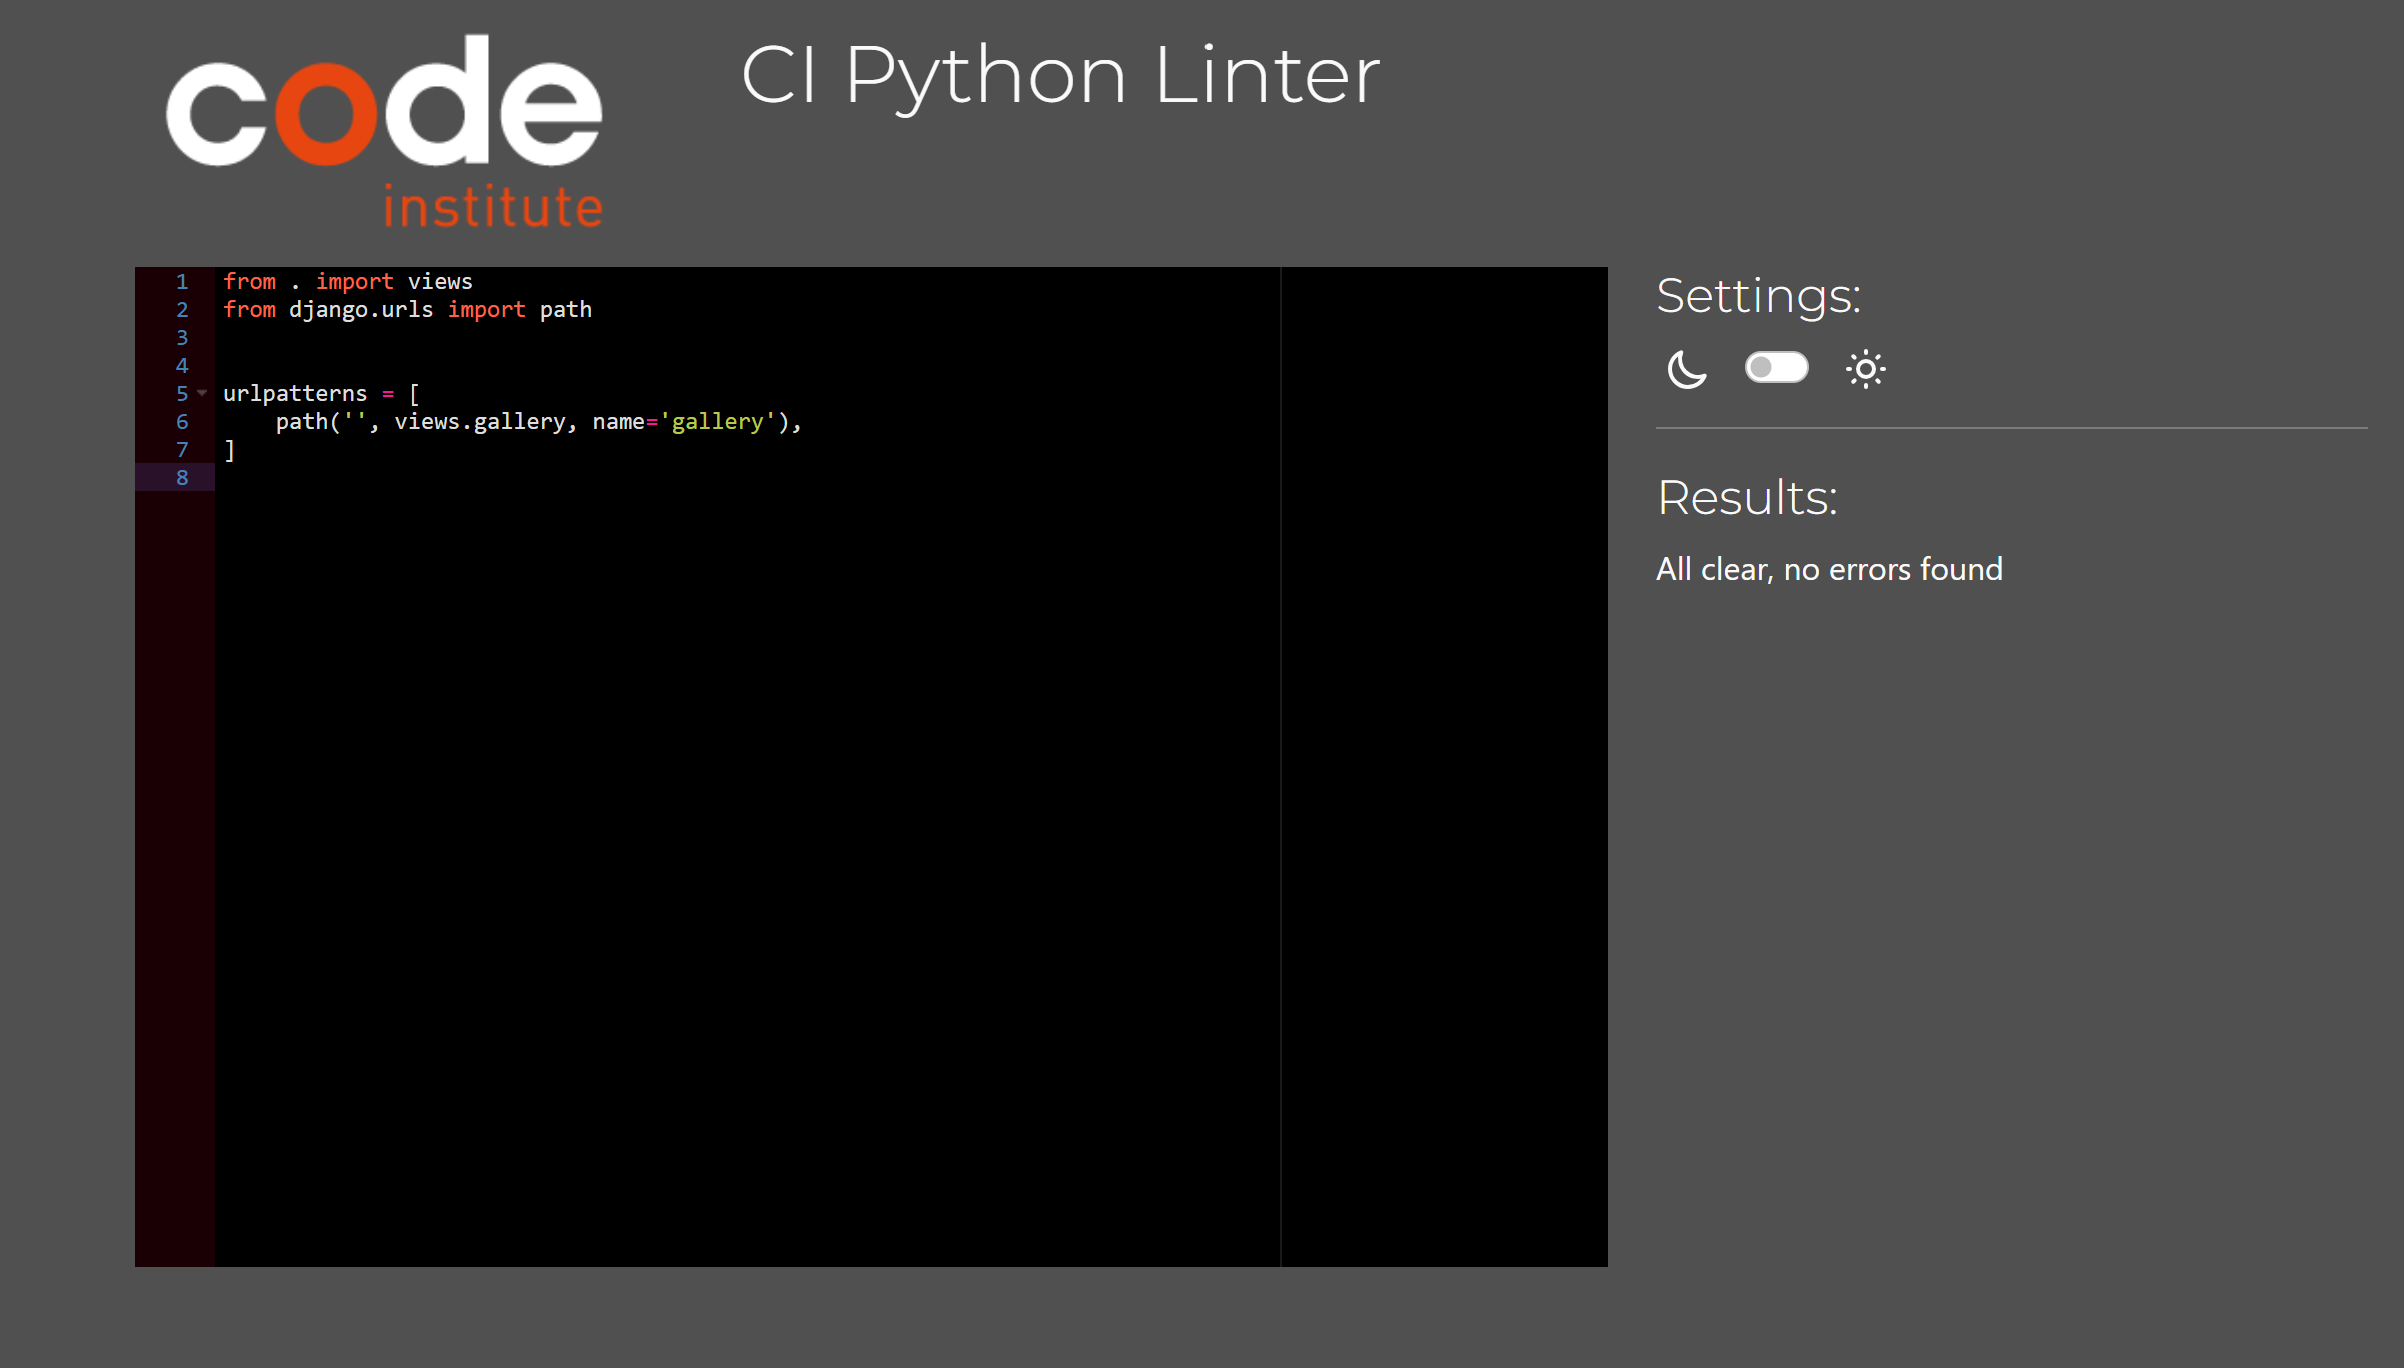 code
institute
CI Python Linter
1 from . import views
2 from django.urls import path
3
4
5 urlpatterns = [
6     path('', views.gallery, name='gallery'),
7 ]
8
Settings:
Results:
All clear, no errors found